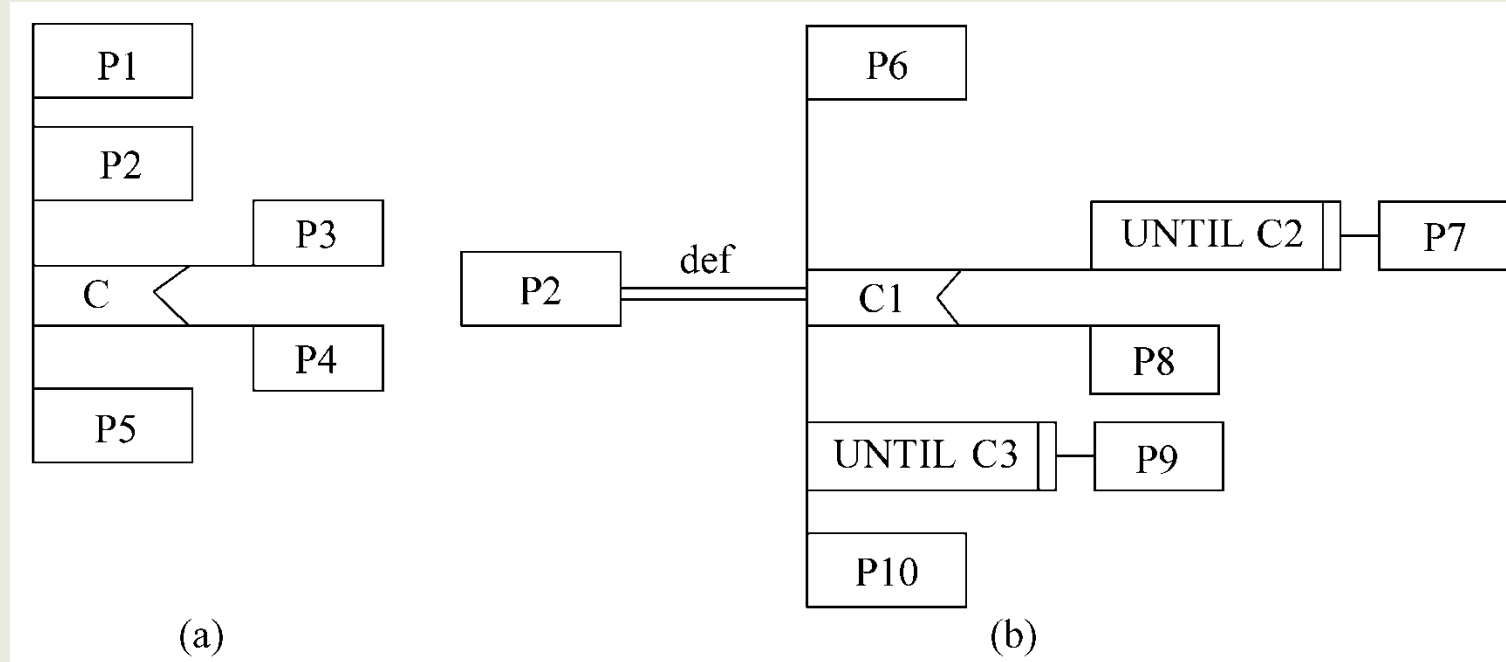 P1
P2
P3
C
P4
P5
(a)
P2
def
P6
UNTIL C2
P7
C1
P8
UNTIL C3
P9
P10
(b)